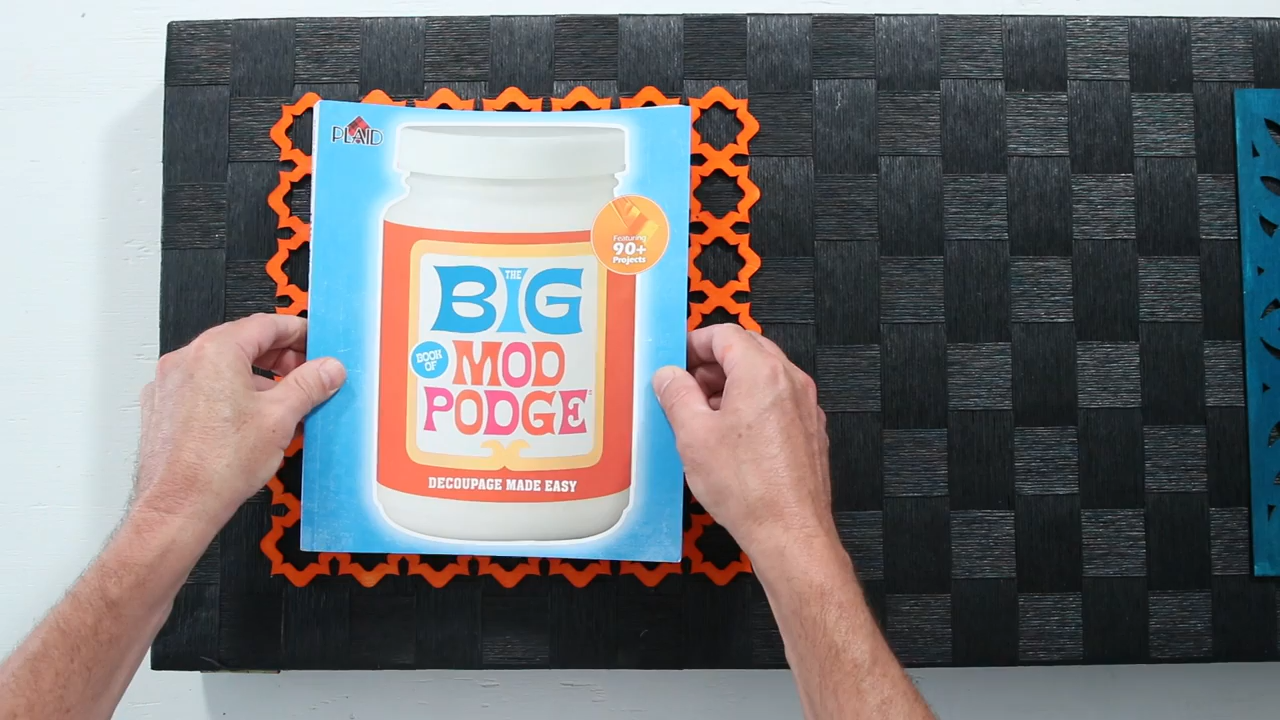 PLAID
Featuring
90+
Projects
THE
BIG
BOOK
OF
MOD
PODGE
DECOUPAGE MADE EASY